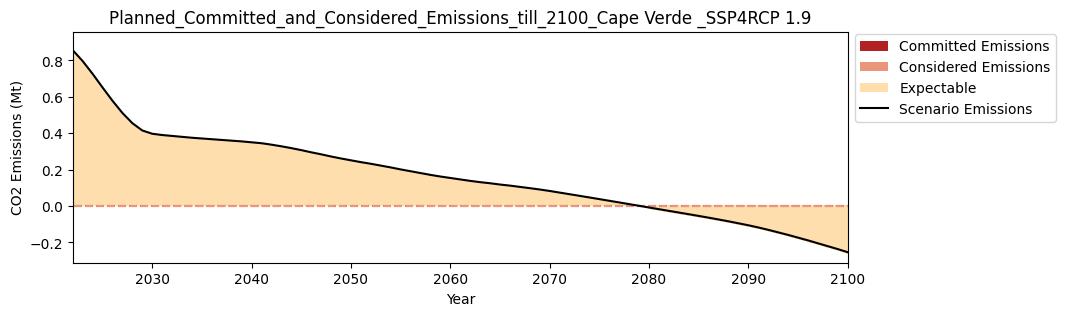 Planned_Committed_and_Considered_Emissions_till_2100_Cape Verde _SSP4RCP 1.9
CO2 Emissions (Mt)
0.8
0.6
0.4
0.2
0.0
−0.2
2030 2040 2050 2060 2070 2080 2090 2100
Year
Committed Emissions
Considered Emissions
Expectable
Scenario Emissions